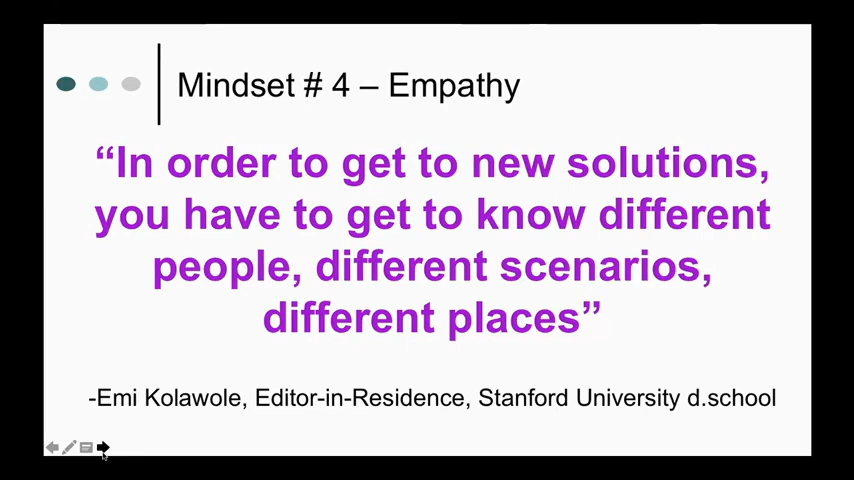 Mindset # 4 – Empathy
“In order to get to new solutions,
you have to get to know different
people, different scenarios,
different places”
-Emi Kolawole, Editor-in-Residence, Stanford University d.school